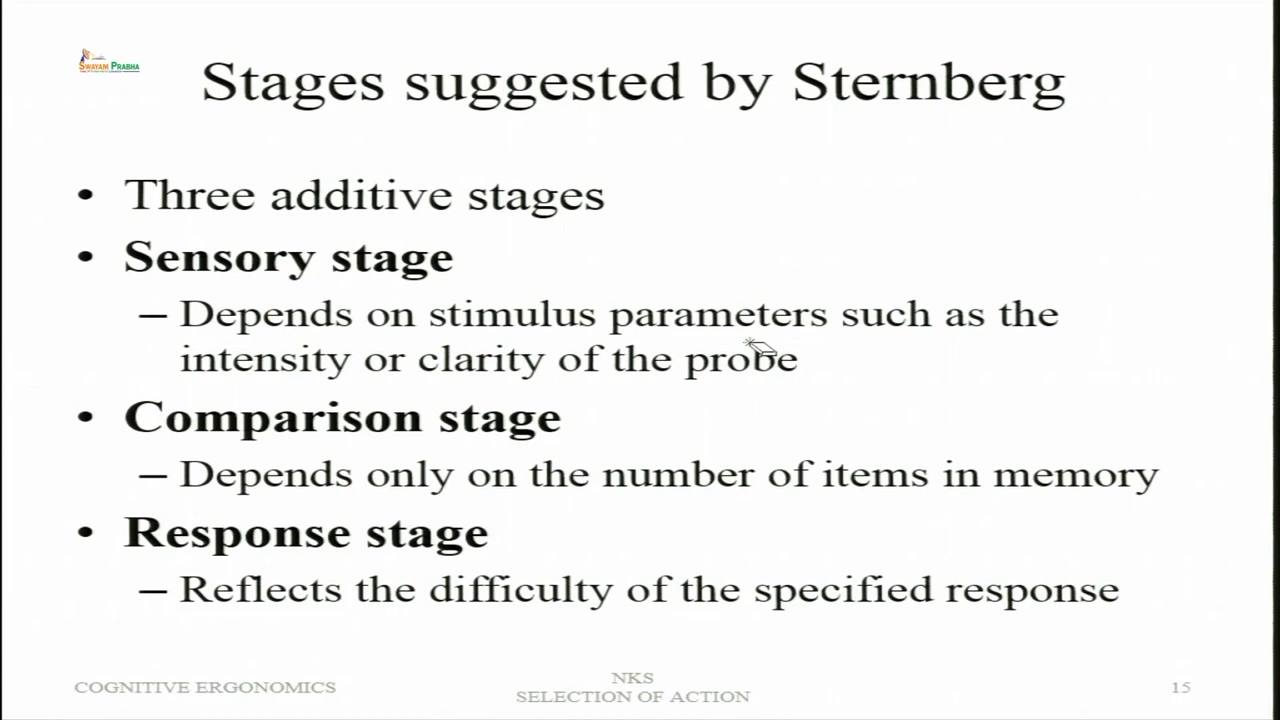 SWAYAM PRABHA
Stages suggested by Sternberg
• Three additive stages
• Sensory stage
– Depends on stimulus parameters such as the
intensity or clarity of the probe
• Comparison stage
– Depends only on the number of items in memory
• Response stage
– Reflects the difficulty of the specified response
COGNITIVE ERGONOMICS
NKS
SELECTION OF ACTION
15